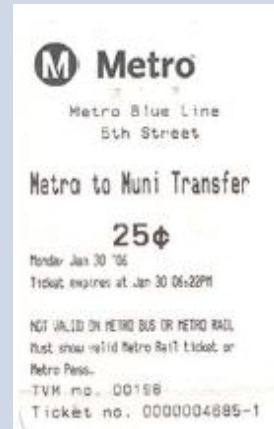 M Metro
Metro Blue Line
5th Street
Metro to Muni Transfer
25¢
Monday Jan 30 '06
Ticket expires at Jan 30 06:22PM
NOT VALID ON METRO BUS OR METRO RAIL
Must show valid Metro Rail ticket or
Metro Pass.
TVM no. 00198
Ticket no. 0000004685-1